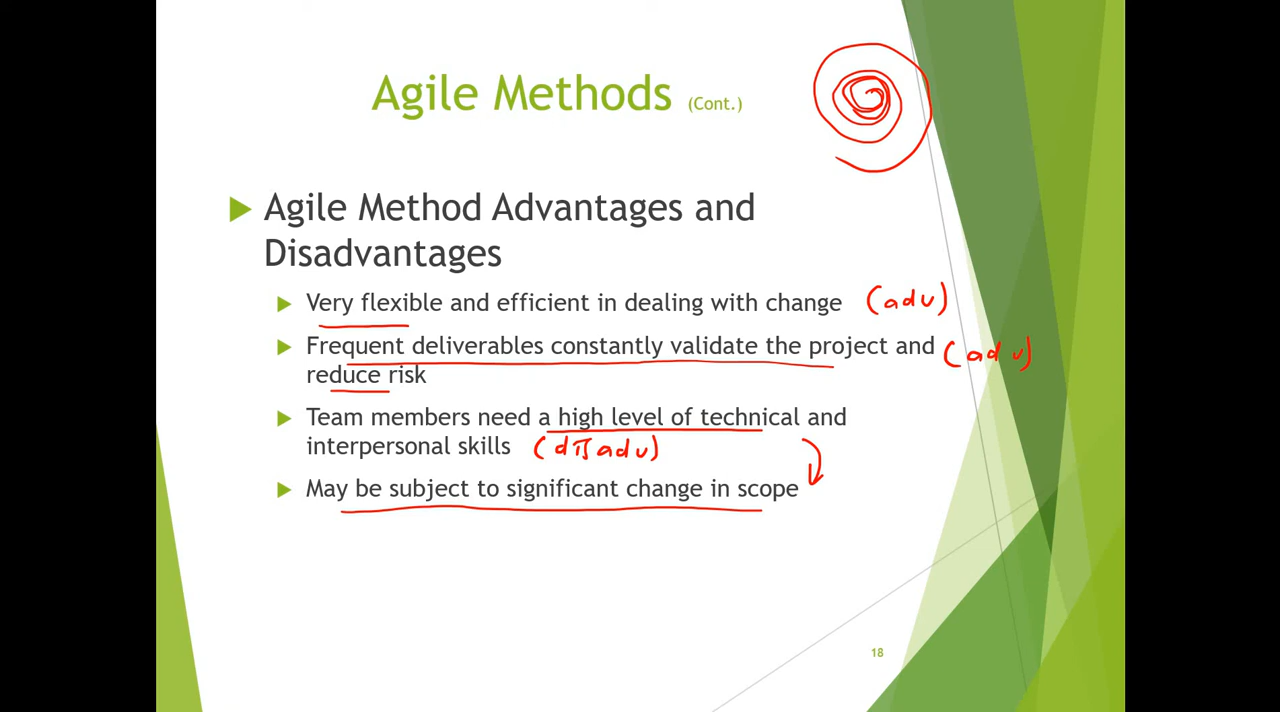 Agile Methods (Cont.)
Agile Method Advantages and
Disadvantages
Very flexible and efficient in dealing with change (adv)
Frequent deliverables constantly validate the project and (adv)
reduce risk
Team members need a high level of technical and
interpersonal skills (disadv)
May be subject to significant change in scope
18